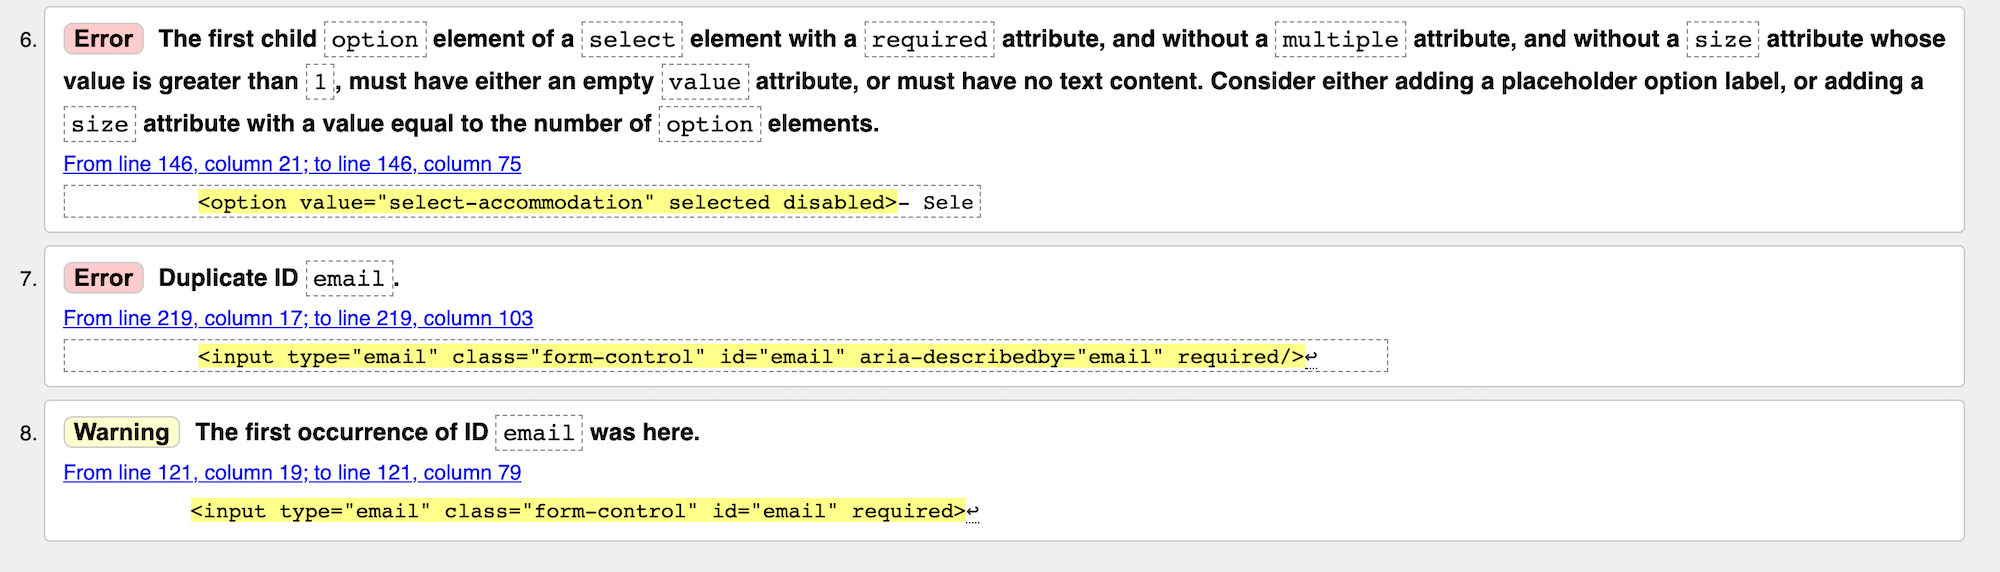 6. Error The first child option element of a select element with a required attribute, and without a multiple attribute, and without a size attribute whose
value is greater than 1, must have either an empty value attribute, or must have no text content. Consider either adding a placeholder option label, or adding a
size attribute with a value equal to the number of option elements.
From line 146, column 21; to line 146, column 75
<option value="select-accommodation" selected disabled>- Sele
7. Error Duplicate ID email.
From line 219, column 17; to line 219, column 103
<input type="email" class="form-control" id="email" aria-describedby="email" required/>↩
8. Warning The first occurrence of ID email was here.
From line 121, column 19; to line 121, column 79
<input type="email" class="form-control" id="email" required>↩